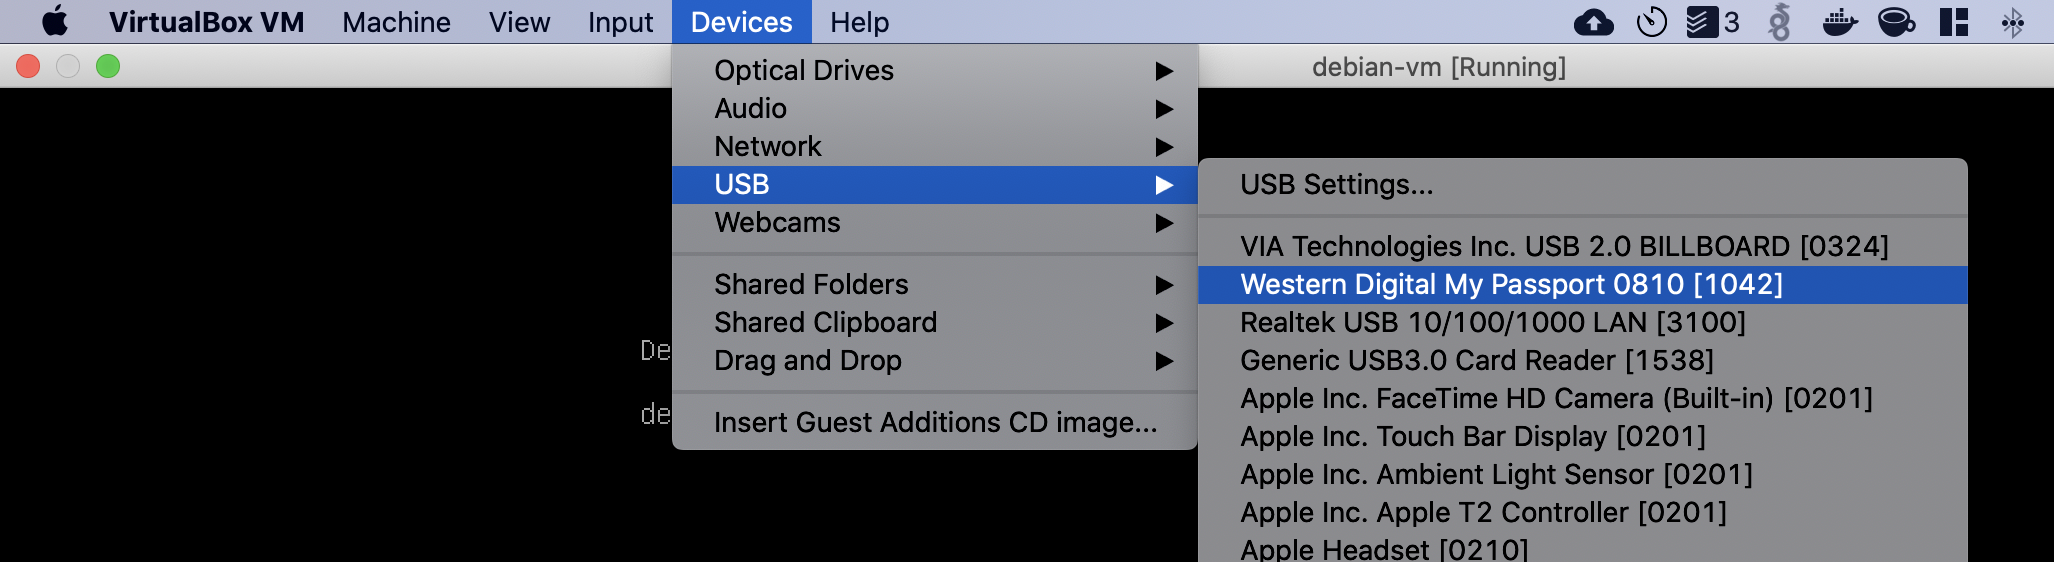 VirtualBox VM Machine View Input Devices Help 3
debian-vm [Running]
Optical Drives
Audio
Network
USB
Webcams
Shared Folders
Shared Clipboard
Drag and Drop
Insert Guest Additions CD image...
USB Settings...
VIA Technologies Inc. USB 2.0 BILLBOARD [0324]
Western Digital My Passport 0810 [1042]
Realtek USB 10/100/1000 LAN [3100]
Generic USB3.0 Card Reader [1538]
Apple Inc. FaceTime HD Camera (Built-in) [0201]
Apple Inc. Touch Bar Display [0201]
Apple Inc. Ambient Light Sensor [0201]
Apple Inc. Apple T2 Controller [0201]
Apple Headset [0210]
De
de